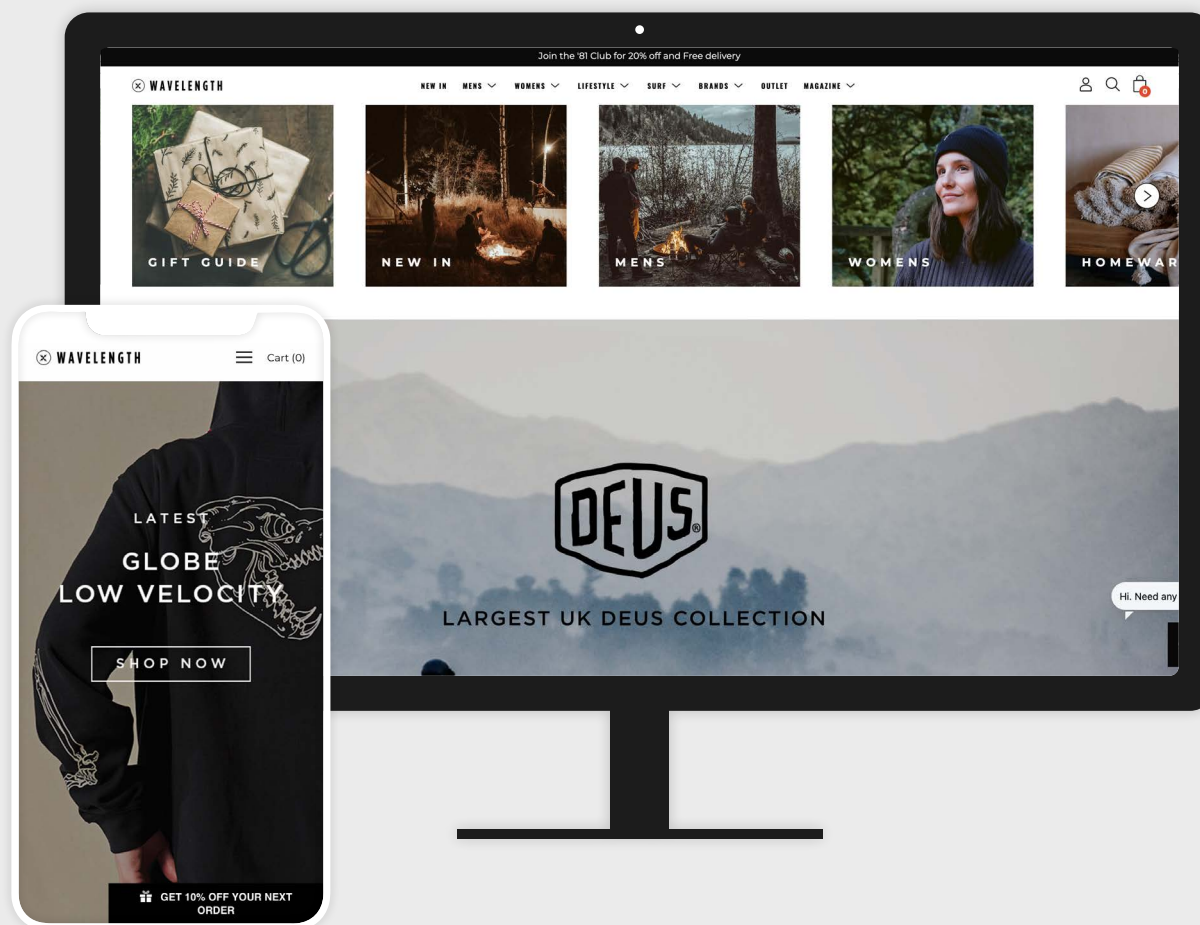 Join the '81 Club for 20% off and Free delivery
WAVELENGTH
NEW IN MENS WOMENS LIFESTYLE SURF BRANDS OUTLET MAGAZINE
0
GIFT GUIDE
NEW IN
MENS
WOMENS
HOMEWAR
DEUS®
LARGEST UK DEUS COLLECTION
Hi. Need any
WAVELENGTH
Cart (0)
LATEST
GLOBE
LOW VELOCITY
SHOP NOW
GET 10% OFF YOUR NEXT
ORDER